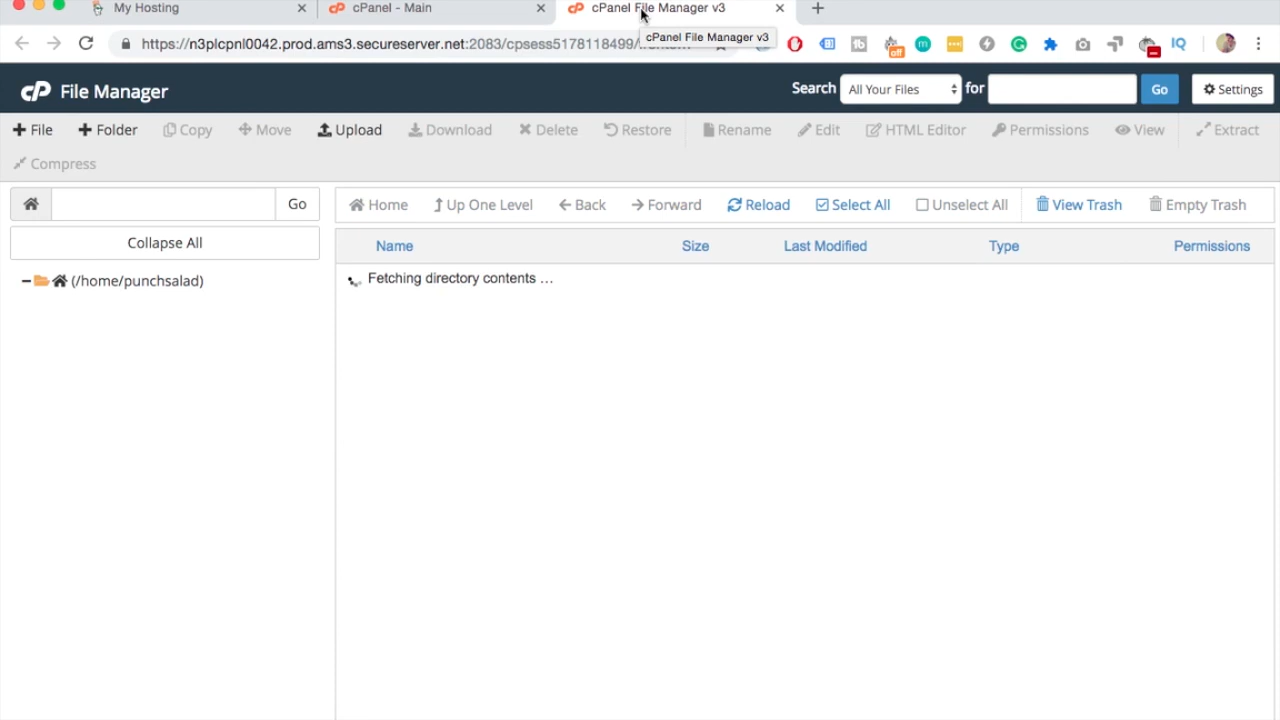 My Hosting
cPanel - Main
cPanel File Manager v3
https://n3plcpnl0042.prod.ams3.secureserver.net:2083/cpsess5178118499/
cPanel File Manager v3
off
IQ
cP File Manager
Search All Your Files for Go Settings
File Folder Copy Move Upload Download Delete Restore Rename Edit HTML Editor Permissions View Extract
Compress
Go
Home Up One Level Back Forward Reload Select All Unselect All View Trash Empty Trash
Collapse All
Name Size Last Modified Type Permissions
(/home/punchsalad)
Fetching directory contents ...